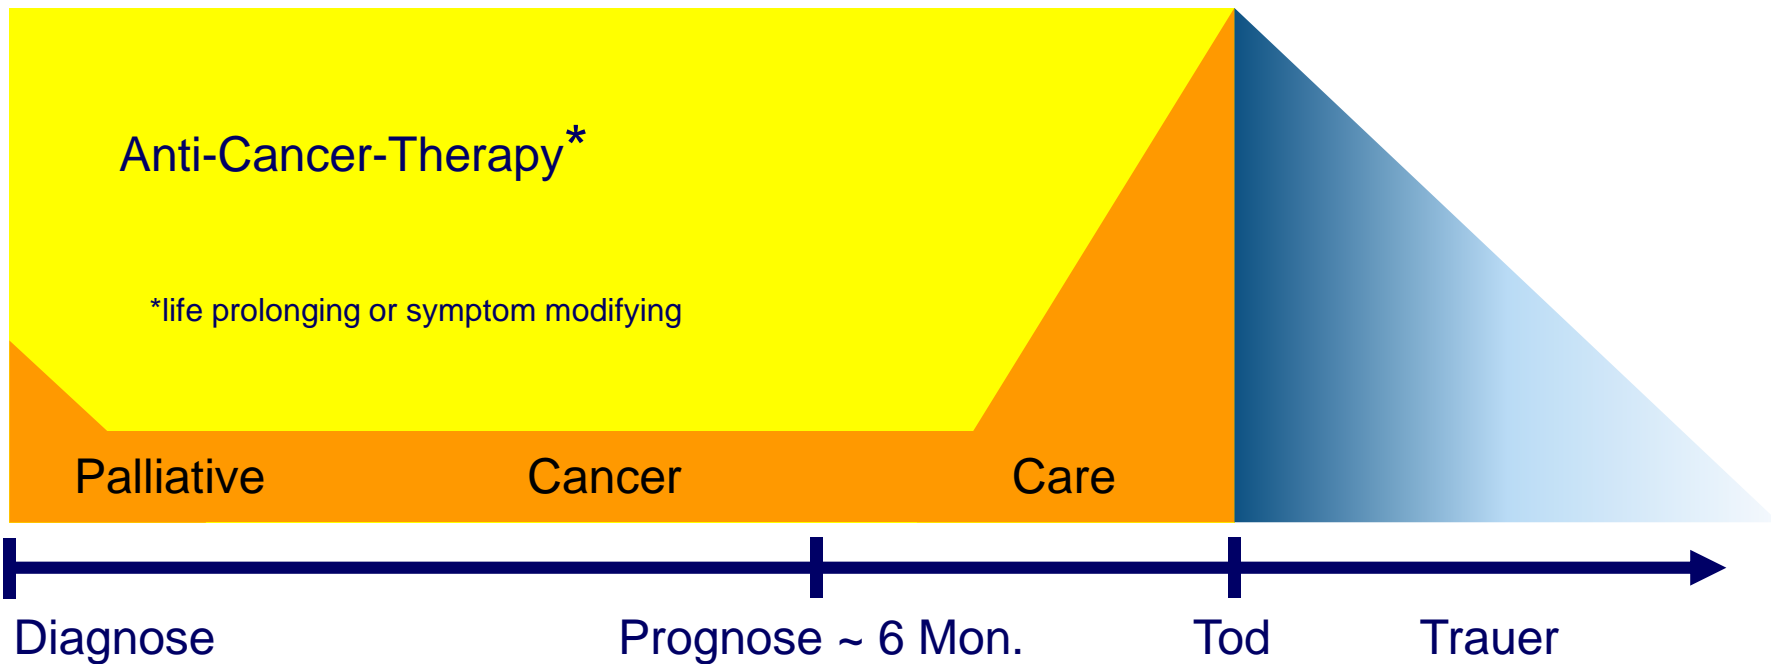 Anti-Cancer-Therapy*
*life prolonging or symptom modifying
Palliative Cancer Care
Diagnose Prognose ~ 6 Mon. Tod Trauer